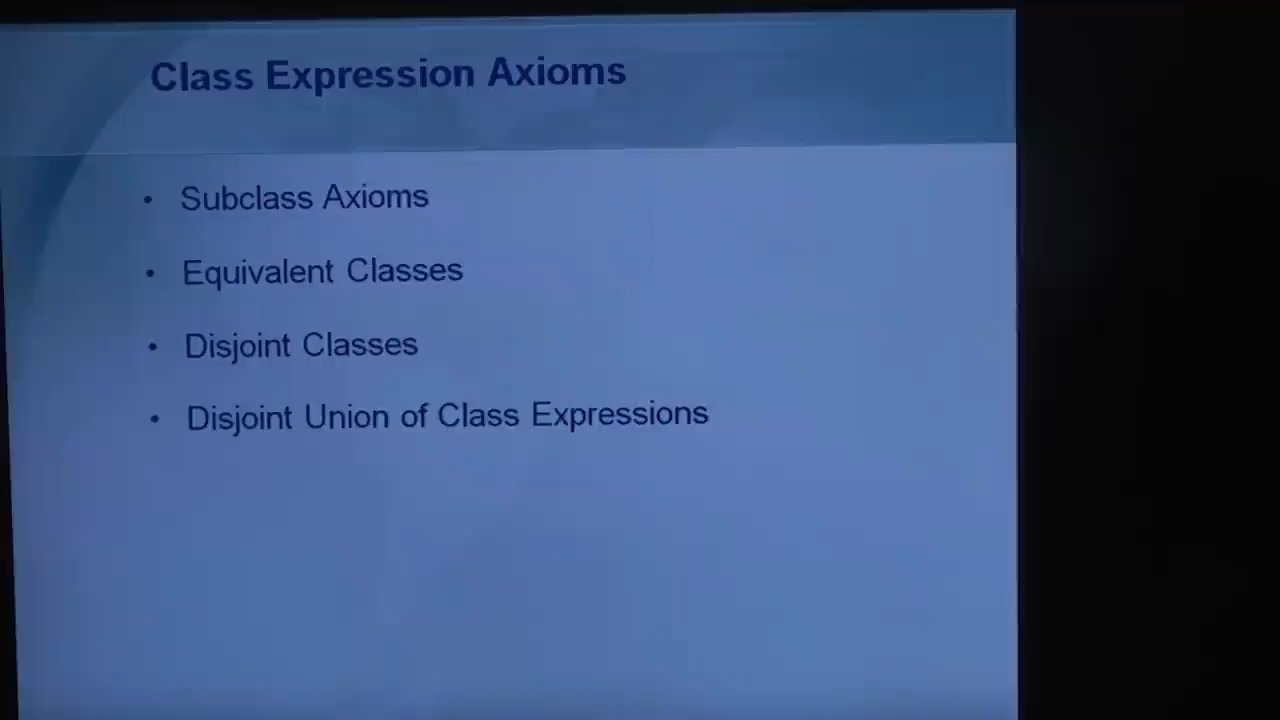 Class Expression Axioms
• Subclass Axioms
• Equivalent Classes
• Disjoint Classes
• Disjoint Union of Class Expressions